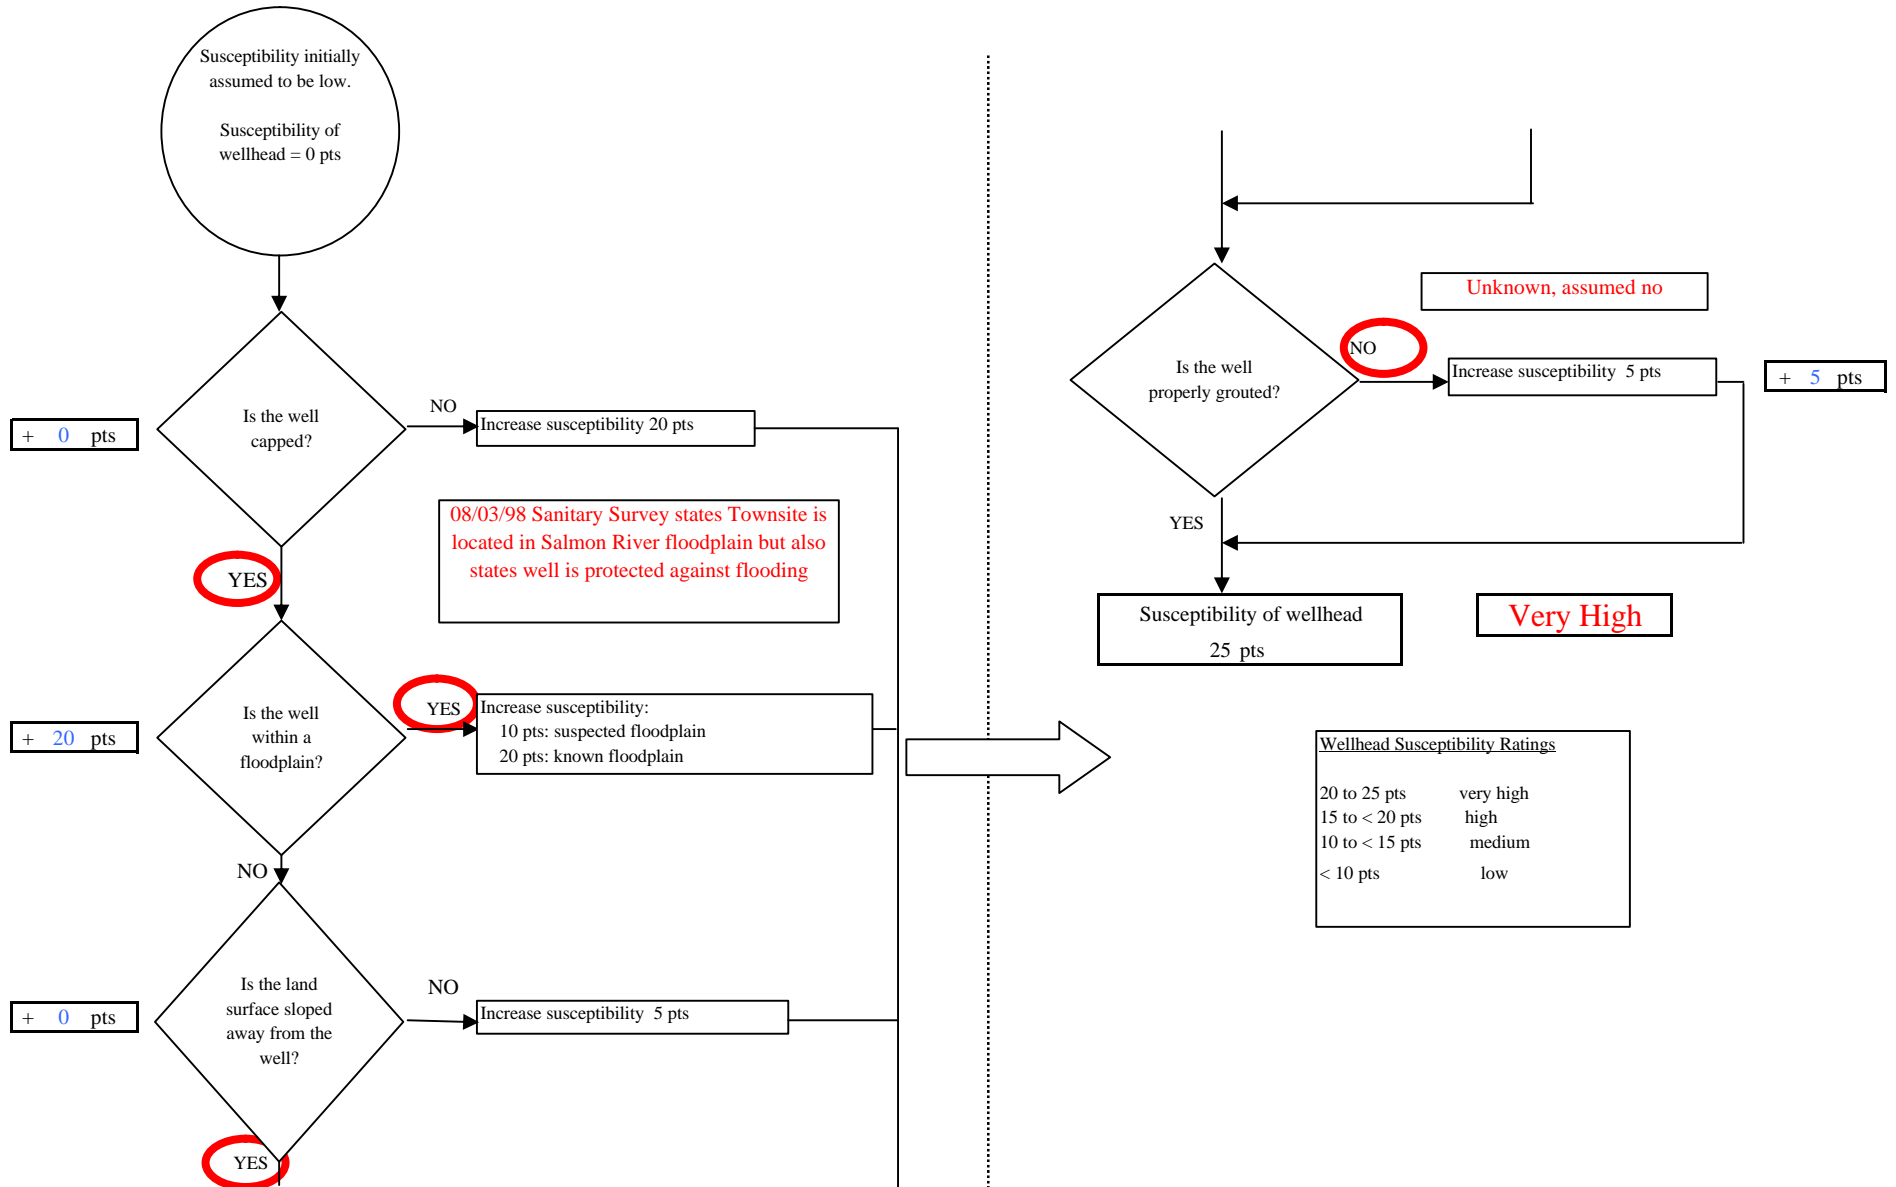 Susceptibility initially
assumed to be low.
Susceptibility of
wellhead = 0 pts
Is the well
capped?
NO
Increase susceptibility 20 pts
+ 0 pts
YES
08/03/98 Sanitary Survey states Townsite is
located in Salmon River floodplain but also
states well is protected against flooding
Is the well
within a
floodplain?
YES
Increase susceptibility:
10 pts: suspected floodplain
20 pts: known floodplain
+ 20 pts
NO
Is the land
surface sloped
away from the
well?
NO
Increase susceptibility 5 pts
+ 0 pts
YES
Is the well
properly grouted?
Unknown, assumed no
NO
Increase susceptibility 5 pts
+ 5 pts
YES
Susceptibility of wellhead
25 pts
Very High
Wellhead Susceptibility Ratings
20 to 25 pts very high
15 to < 20 pts high
10 to < 15 pts medium
< 10 pts low